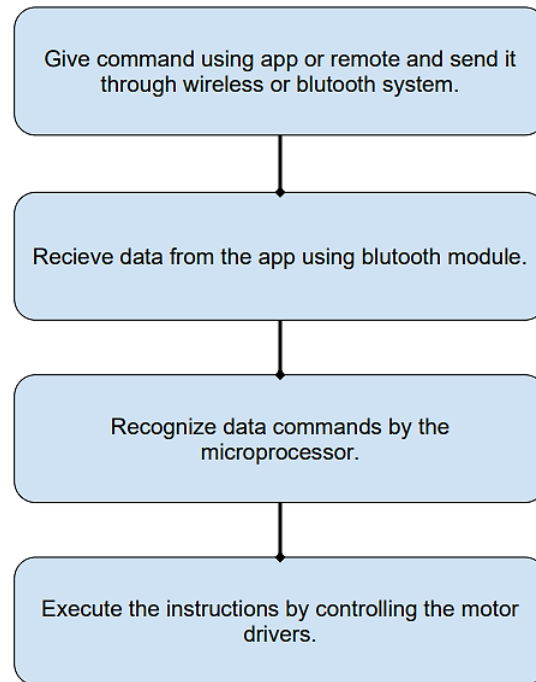 Give command using app or remote and send it
through wireless or blutooth system.
Recieve data from the app using blutooth module.
Recognize data commands by the
microprocessor.
Execute the instructions by controlling the motor
drivers.